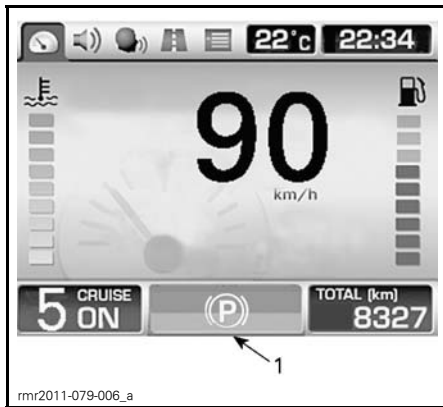 22°c 22:34
90
km/h
5 CRUISE ON
(P)
TOTAL (km)
8327
1
rmr2011-079-006_a